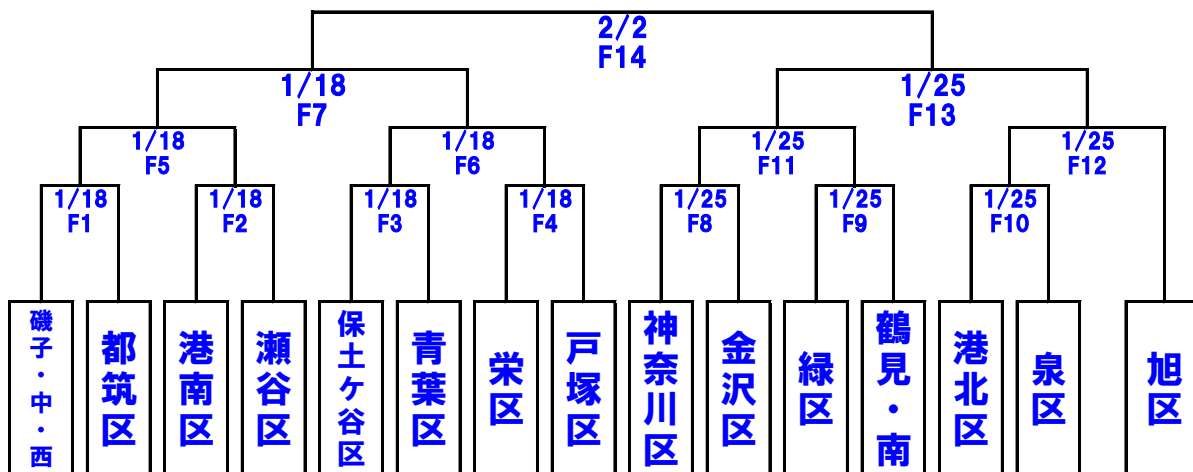 2/2
F14
1/18
F7
1/25
F13
1/18
F5
1/18
F6
1/25
F11
1/25
F12
1/18
F1
1/18
F2
1/18
F3
1/18
F4
1/25
F8
1/25
F9
1/25
F10
磯子・中・西
都筑区
港南区
瀬谷区
保土ケ谷区
青葉区
栄区
戸塚区
神奈川区
金沢区
緑区
鶴見・南
港北区
泉区
旭区